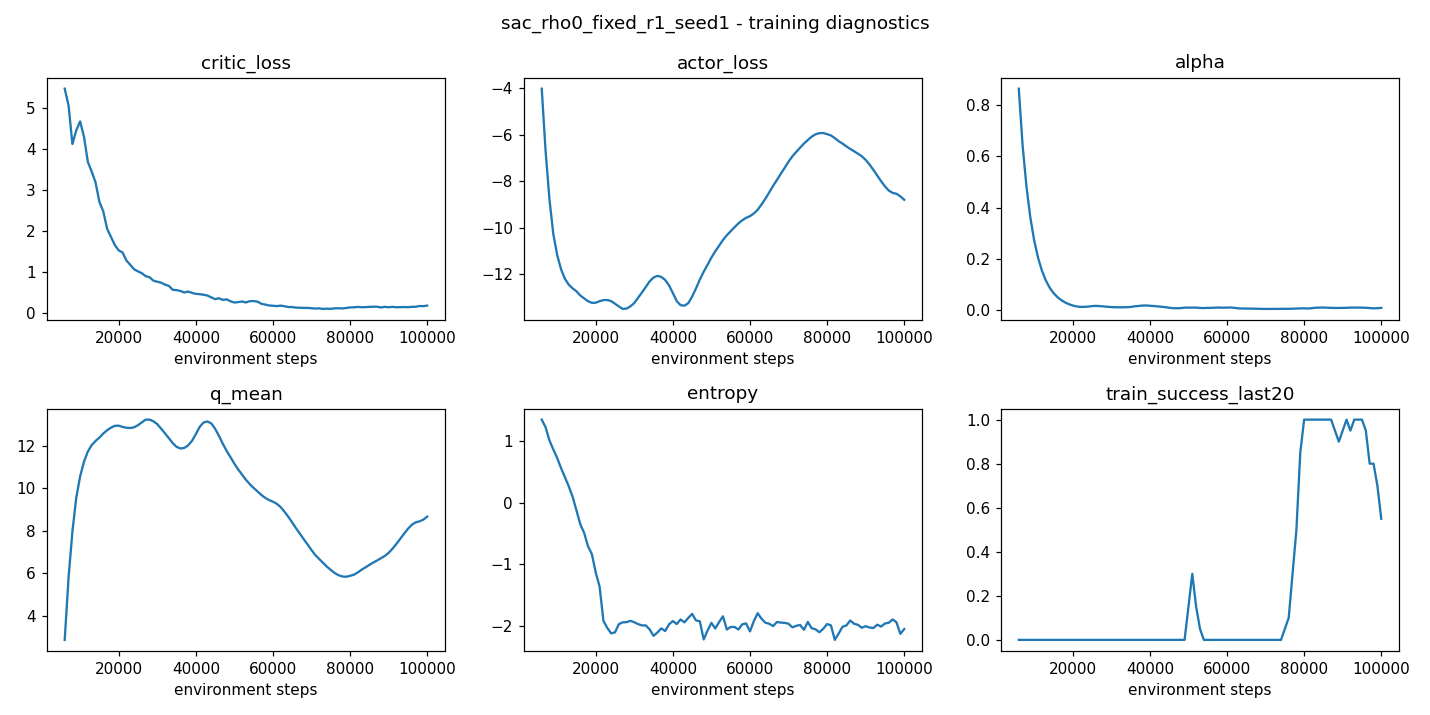 sac_rho0_fixed_r1_seed1 - training diagnostics
critic_loss
5
4
3
2
1
0
20000 40000 60000 80000 100000
environment steps
actor_loss
−4
−6
−8
−10
−12
20000 40000 60000 80000 100000
environment steps
alpha
0.8
0.6
0.4
0.2
0.0
20000 40000 60000 80000 100000
environment steps
q_mean
12
10
8
6
4
20000 40000 60000 80000 100000
environment steps
entropy
1
0
−1
−2
20000 40000 60000 80000 100000
environment steps
train_success_last20
1.0
0.8
0.6
0.4
0.2
0.0
20000 40000 60000 80000 100000
environment steps